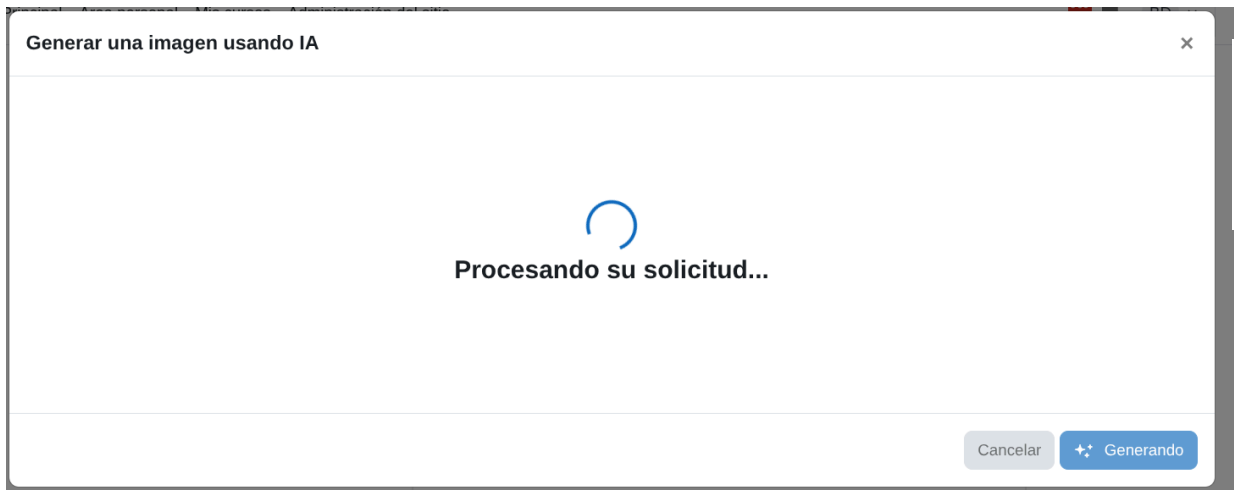 Generar una imagen usando IA ×
Procesando su solicitud...
Cancelar Generando